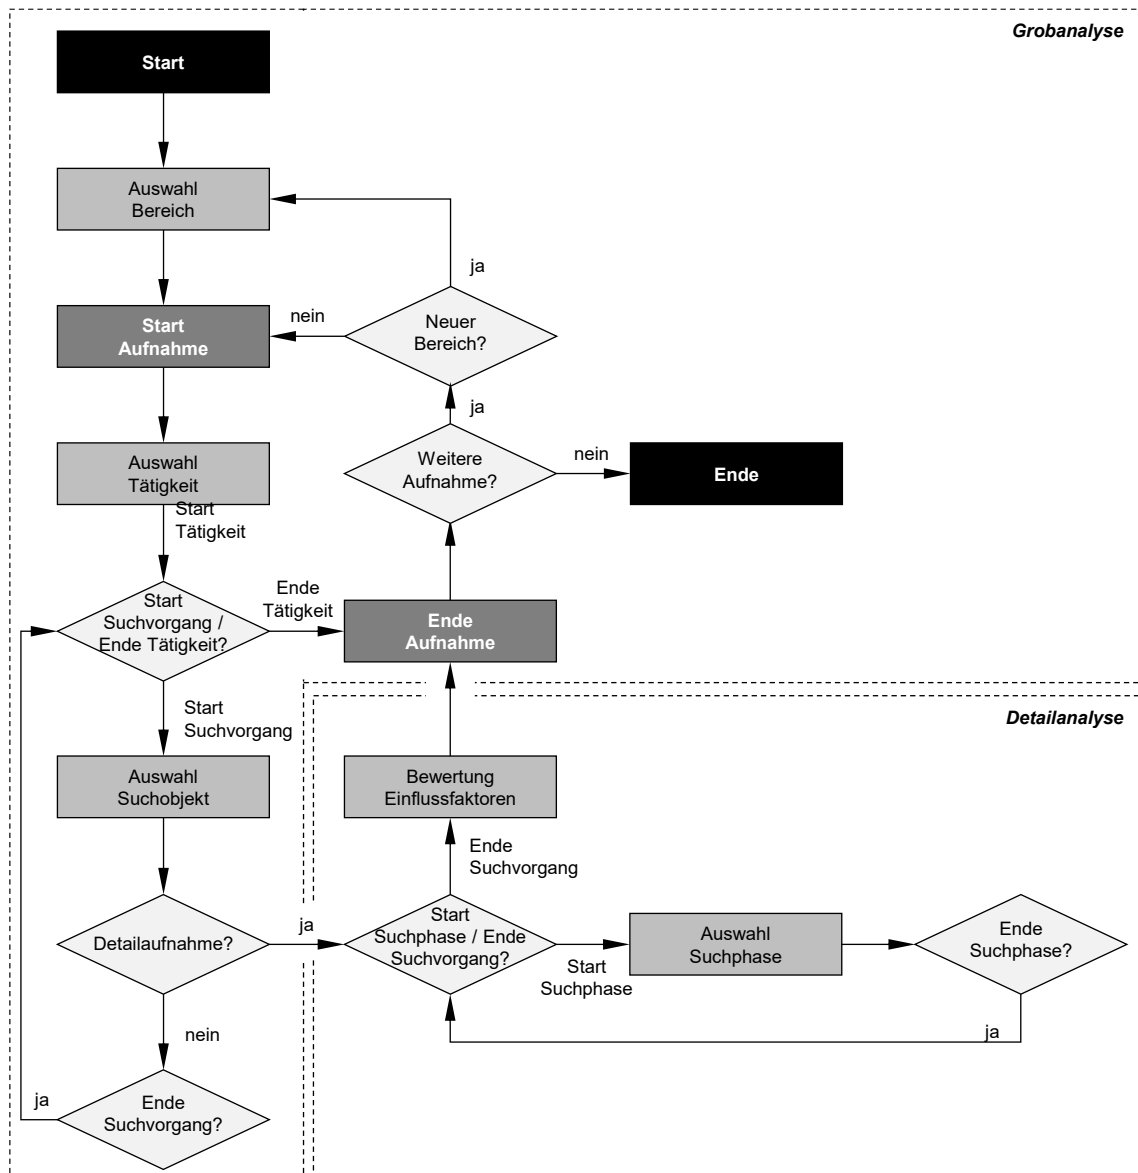 Grobanalyse
Start
Auswahl
Bereich
ja
Start
Aufnahme
nein
Neuer
Bereich?
ja
Auswahl
Tätigkeit
Weitere
Aufnahme?
nein
Ende
Start
Tätigkeit
Start
Suchvorgang /
Ende Tätigkeit?
Ende
Tätigkeit
Ende
Aufnahme
Start
Suchvorgang
Detailanalyse
Auswahl
Suchobjekt
Bewertung
Einflussfaktoren
Ende
Suchvorgang
Detailaufnahme?
ja
Start
Suchphase / Ende
Suchvorgang?
Start
Suchphase
Auswahl
Suchphase
Ende
Suchphase?
ja
nein
ja
Ende
Suchvorgang?